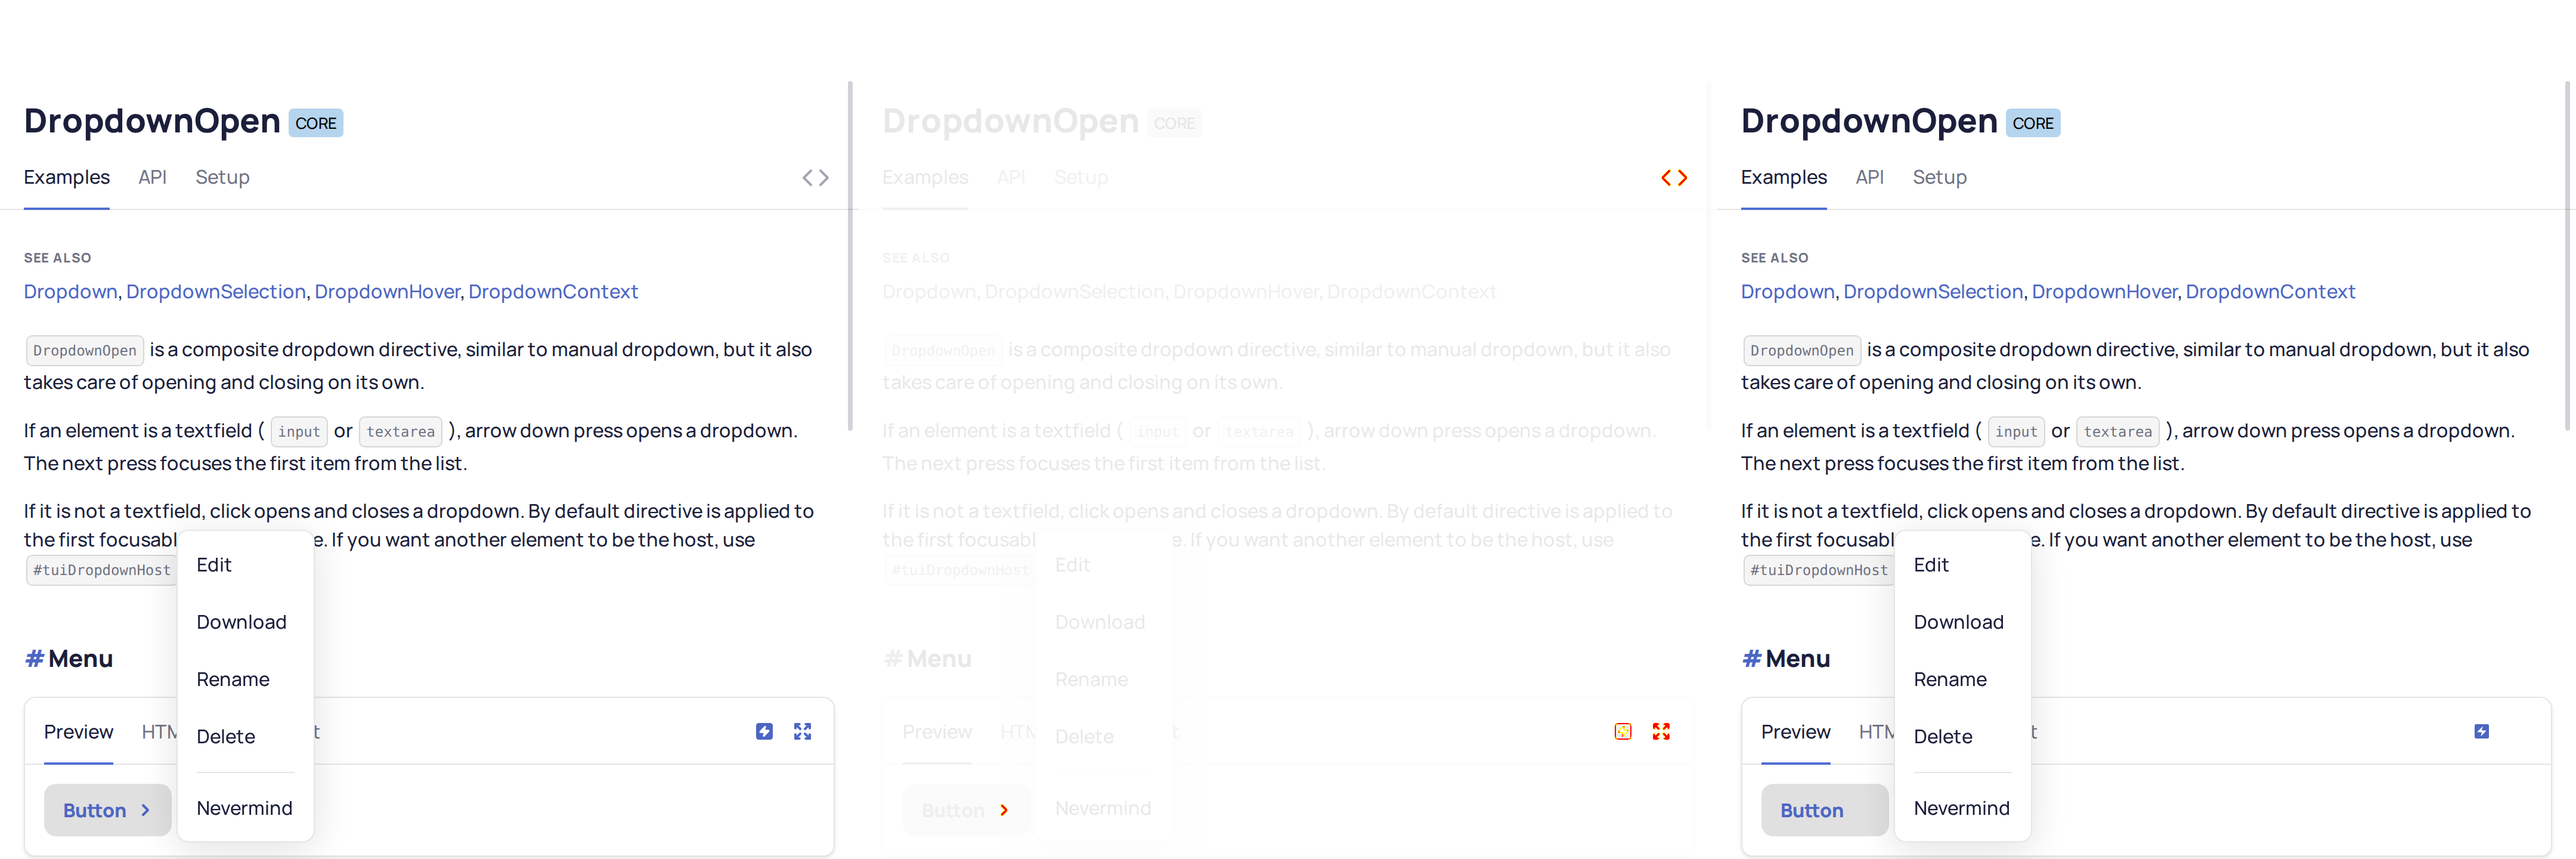 DropdownOpen CORE
Examples API Setup
SEE ALSO
Dropdown, DropdownSelection, DropdownHover, DropdownContext
DropdownOpen is a composite dropdown directive, similar to manual dropdown, but it also
takes care of opening and closing on its own.
If an element is a textfield ( input or textarea ), arrow down press opens a dropdown.
The next press focuses the first item from the list.
If it is not a textfield, click opens and closes a dropdown. By default directive is applied to
the first focusabl e. If you want another element to be the host, use
#tuiDropdownHost
Edit
Download
#Menu
Rename
Preview HTM t
Delete
Button
Nevermind
DropdownOpen CORE
Examples API Setup
SEE ALSO
Dropdown, DropdownSelection, DropdownHover, DropdownContext
DropdownOpen is a composite dropdown directive, similar to manual dropdown, but it also
takes care of opening and closing on its own.
If an element is a textfield ( input or textarea ), arrow down press opens a dropdown.
The next press focuses the first item from the list.
If it is not a textfield, click opens and closes a dropdown. By default directive is applied to
the first focusabl e. If you want another element to be the host, use
#tuiDropdownHost
Edit
Download
#Menu
Rename
Preview HTM t
Delete
Button
Nevermind
DropdownOpen CORE
Examples API Setup
SEE ALSO
Dropdown, DropdownSelection, DropdownHover, DropdownContext
DropdownOpen is a composite dropdown directive, similar to manual dropdown, but it also
takes care of opening and closing on its own.
If an element is a textfield ( input or textarea ), arrow down press opens a dropdown.
The next press focuses the first item from the list.
If it is not a textfield, click opens and closes a dropdown. By default directive is applied to
the first focusabl e. If you want another element to be the host, use
#tuiDropdownHost
Edit
Download
#Menu
Rename
Preview HTM t
Delete
Button
Nevermind